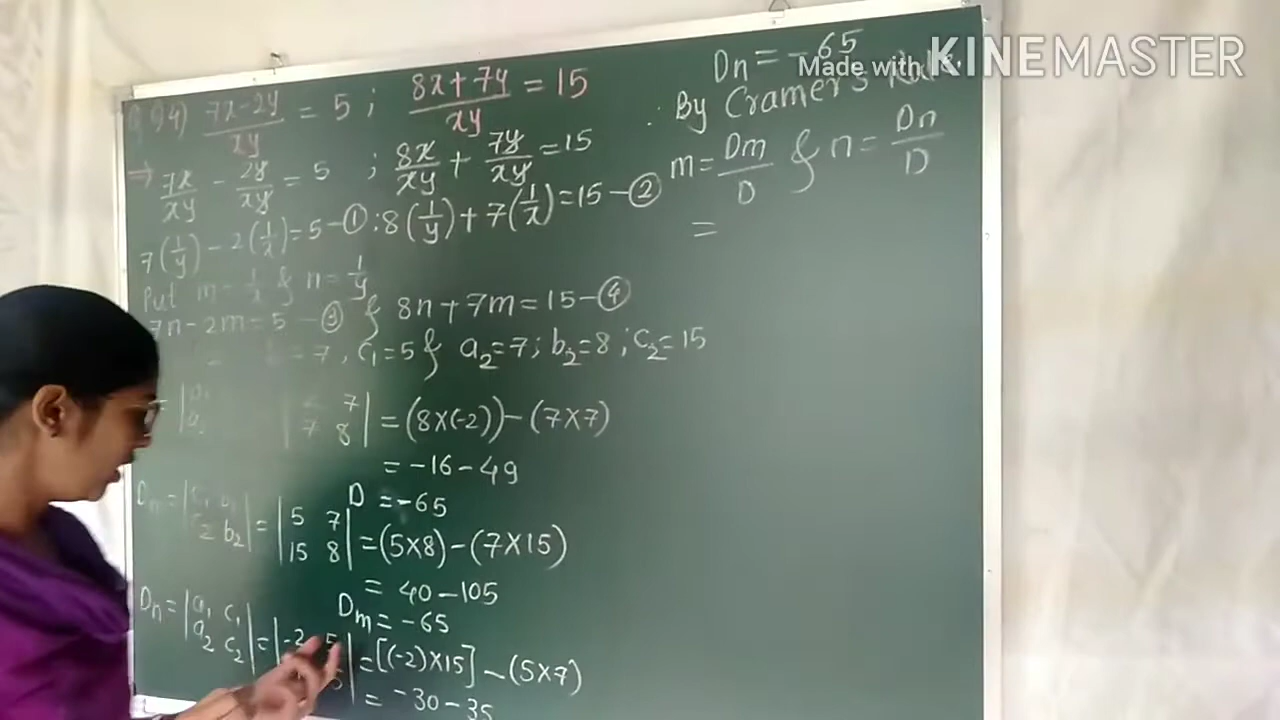 Q.94) 7x-2y/xy = 5 ; 8x+7y/xy = 15
⇒ 7x/xy - 2y/xy = 5 ; 8x/xy + 7y/xy = 15
7(1/y) - 2(1/x) = 5 - ① ; 8(1/y) + 7(1/x) = 15 - ②
Put m = 1/x & n = 1/y
7n - 2m = 5 - ③ & 8n + 7m = 15 - ④
= 7, c₁ = 5 & a₂ = 7 ; b₂ = 8 ; c₂ = 15
7
7 8| = (8×(-2)) - (7×7)
= -16 - 49
D = -65
Dm = |c₁ b₁
c₂ b₂| = |5 7
15 8| = (5×8) - (7×15)
= 40 - 105
Dm = -65
Dn = |a₁ c₁
a₂ c₂| = |-2 5
| = [(-2)×15] - (5×7)
= -30 - 35
Dn = -65
∴ By Cramer's Rule,
m = Dm/D & n = Dn/D
=
Made with KINEMASTER